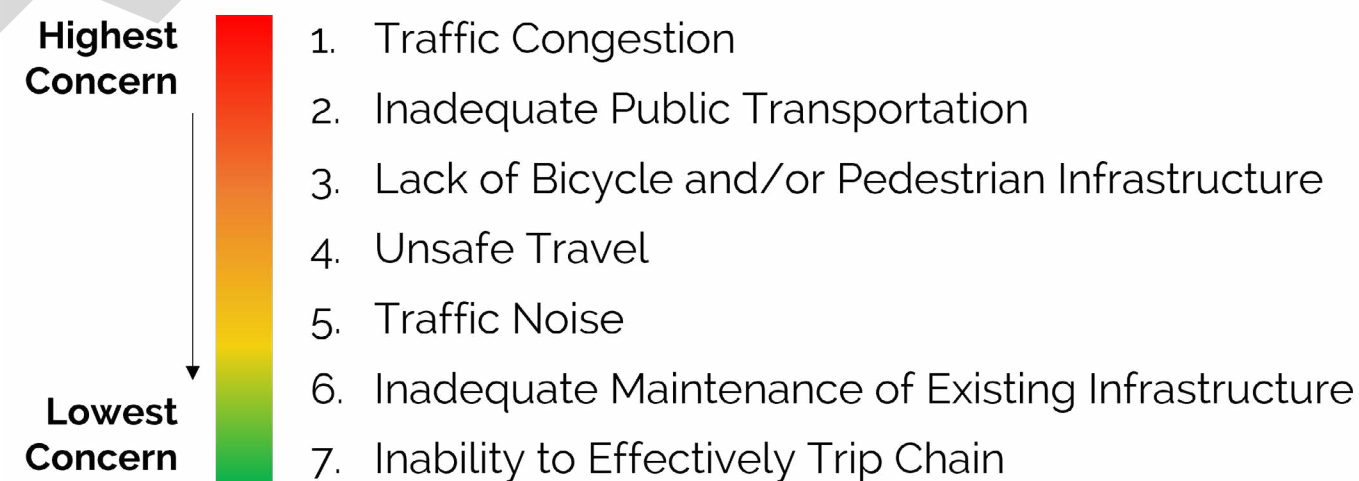 Highest
Concern
Lowest
Concern
1. Traffic Congestion
2. Inadequate Public Transportation
3. Lack of Bicycle and/or Pedestrian Infrastructure
4. Unsafe Travel
5. Traffic Noise
6. Inadequate Maintenance of Existing Infrastructure
7. Inability to Effectively Trip Chain